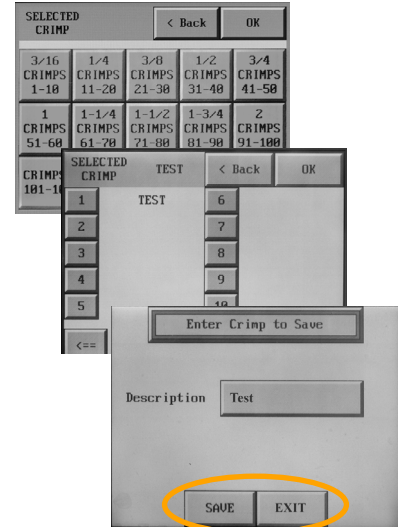 SELECTED
CRIMP
< Back
OK
3/16
CRIMPS
1-10
1/4
CRIMPS
11-20
3/8
CRIMPS
21-30
1/2
CRIMPS
31-40
3/4
CRIMPS
41-50
1
CRIMPS
51-60
1-1/4
CRIMPS
61-70
1-1/2
CRIMPS
71-80
1-3/4
CRIMPS
81-90
2
CRIMPS
91-100
SELECTED
CRIMP
TEST
< Back
OK
1
TEST
6
2
7
3
8
4
9
5
10
<==
Enter Crimp to Save
Description
Test
SAVE
EXIT